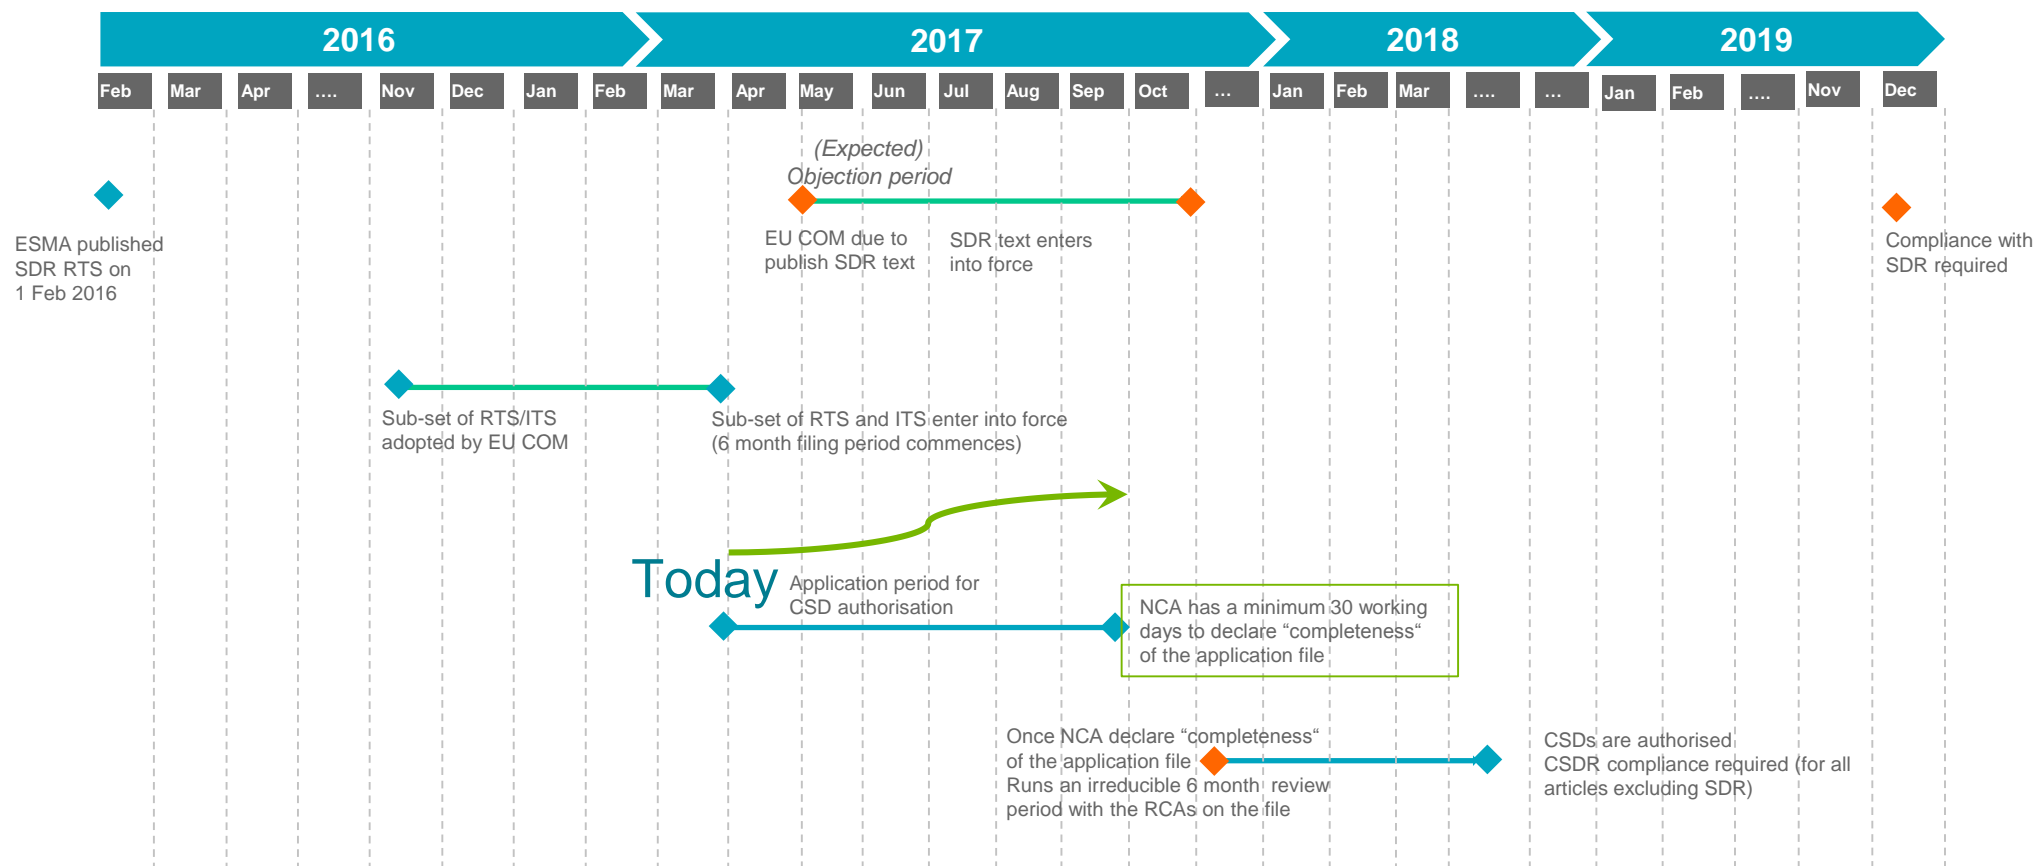 2016
2017
2018
2019
Feb
Mar
Apr
....
Nov
Dec
Jan
Feb
Mar
Apr
May
Jun
Jul
Aug
Sep
Oct
...
Jan
Feb
Mar
....
...
Jan
Feb
....
Nov
Dec
(Expected)
Objection period
ESMA published
SDR RTS on
1 Feb 2016
EU COM due to
publish SDR text
SDR text enters
into force
Compliance with
SDR required
Sub-set of RTS/ITS
adopted by EU COM
Sub-set of RTS and ITS enter into force
(6 month filing period commences)
Today
Application period for
CSD authorisation
NCA has a minimum 30 working
days to declare “completeness“
of the application file
Once NCA declare “completeness“
of the application file
Runs an irreducible 6 month review
period with the RCAs on the file
CSDs are authorised
CSDR compliance required (for all
articles excluding SDR)